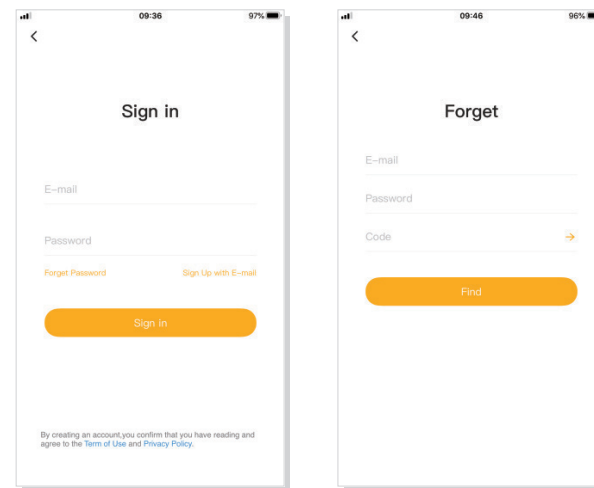 09:36
97%
Sign in
E-mail
Password
Forget Password
Sign Up with E-mail
Sign in
By creating an account,you confirm that you have reading and
agree to the Term of Use and Privacy Policy.
09:46
96%
Forget
E-mail
Password
Code
Find